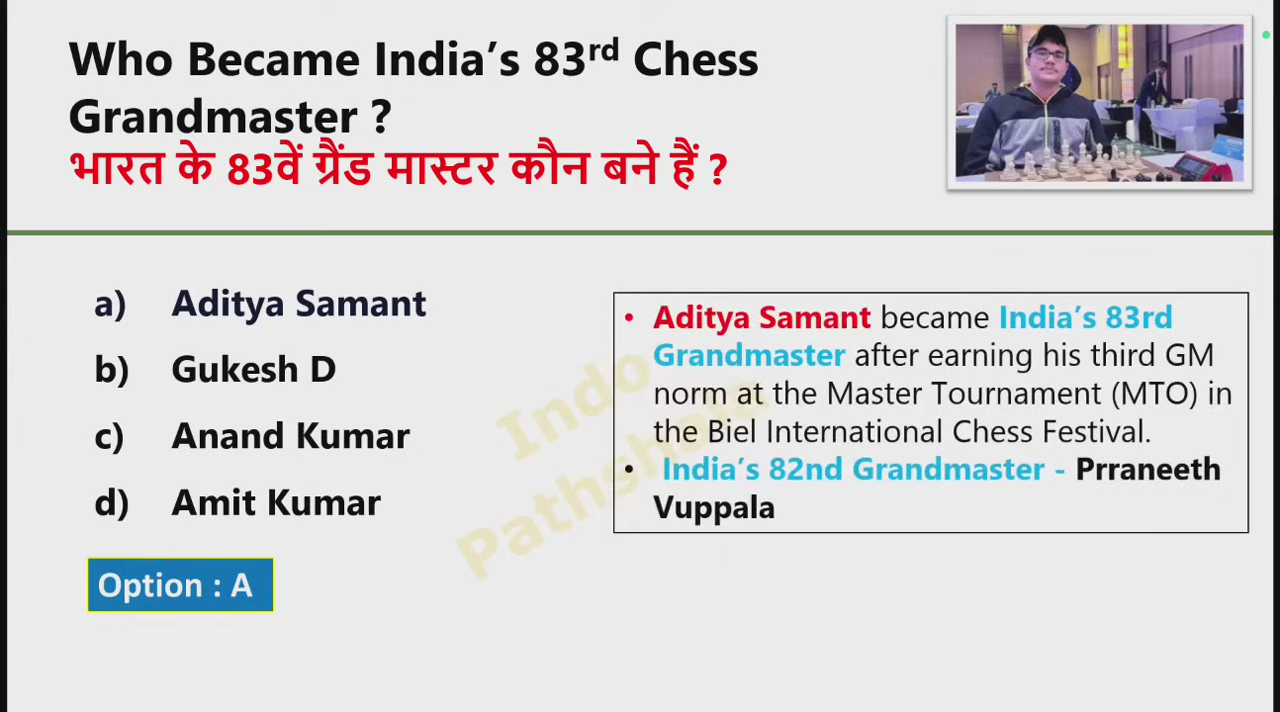 Who Became India’s 83rd Chess
Grandmaster ?
भारत के 83वें ग्रैंड मास्टर कौन बने हैं ?
a) Aditya Samant
b) Gukesh D
c) Anand Kumar
d) Amit Kumar
Option : A
• Aditya Samant became India’s 83rd
Grandmaster after earning his third GM
norm at the Master Tournament (MTO) in
the Biel International Chess Festival.
• India’s 82nd Grandmaster - Prraneeth
Vuppala
Indo
Pathshala